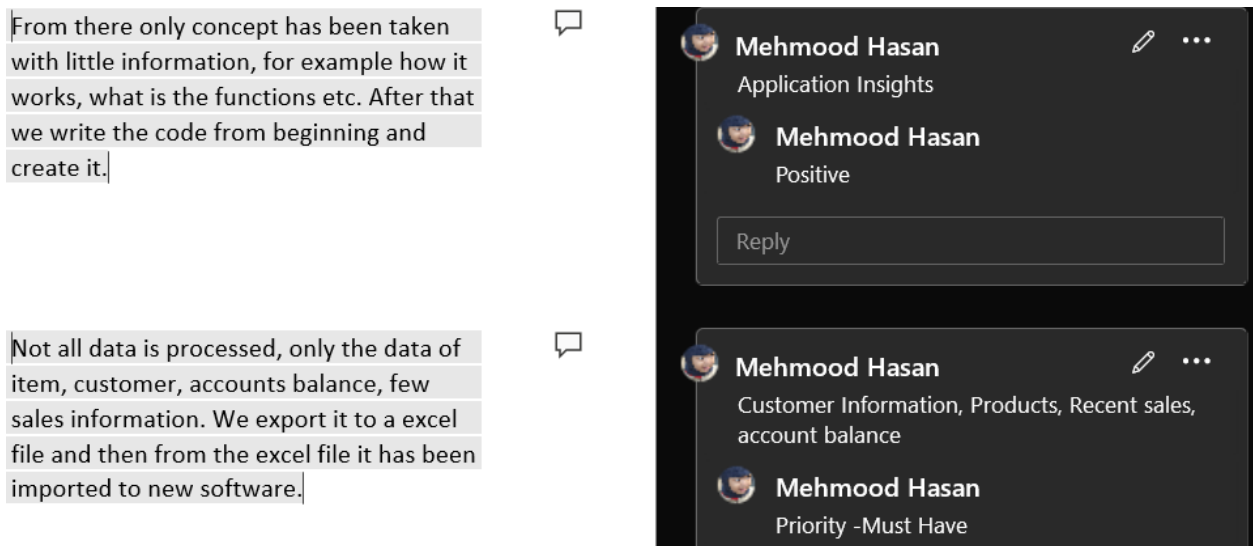 From there only concept has been taken
with little information, for example how it
works, what is the functions etc. After that
we write the code from beginning and
create it.
Mehmood Hasan
Application Insights
Mehmood Hasan
Positive
Reply
Not all data is processed, only the data of
item, customer, accounts balance, few
sales information. We export it to a excel
file and then from the excel file it has been
imported to new software.
Mehmood Hasan
Customer Information, Products, Recent sales,
account balance
Mehmood Hasan
Priority -Must Have